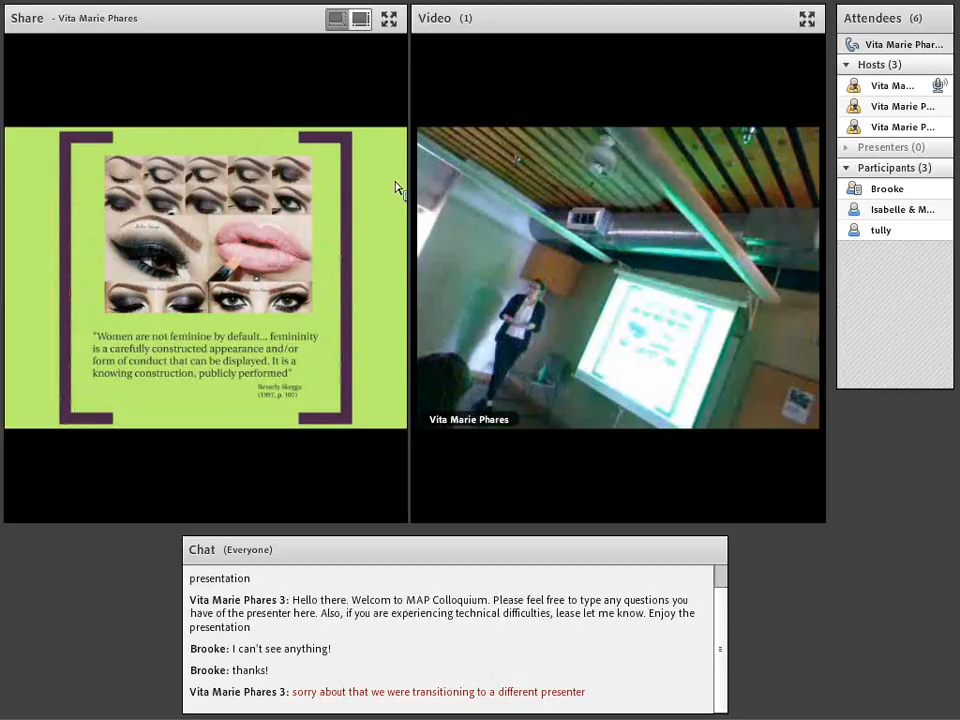 Share - Vita Marie Phares
Video (1)
Attendees (6)
Vita Marie Phar...
Hosts (3)
Vita Ma...
Vita Marie P...
Vita Marie P...
Presenters (0)
Participants (3)
Brooke
Isabelle & M...
tully
"Women are not feminine by default... femininity
is a carefully constructed appearance and/or
form of conduct that can be displayed. It is a
knowing construction, publicly performed"
Beverly Skeggs
(1997, p. 107)
Vita Marie Phares
Chat (Everyone)
presentation
Vita Marie Phares 3: Hello there. Welcom to MAP Colloquium. Please feel free to type any questions you
have of the presenter here. Also, if you are experiencing technical difficulties, lease let me know. Enjoy the
presentation
Brooke: I can't see anything!
Brooke: thanks!
Vita Marie Phares 3: sorry about that we were transitioning to a different presenter